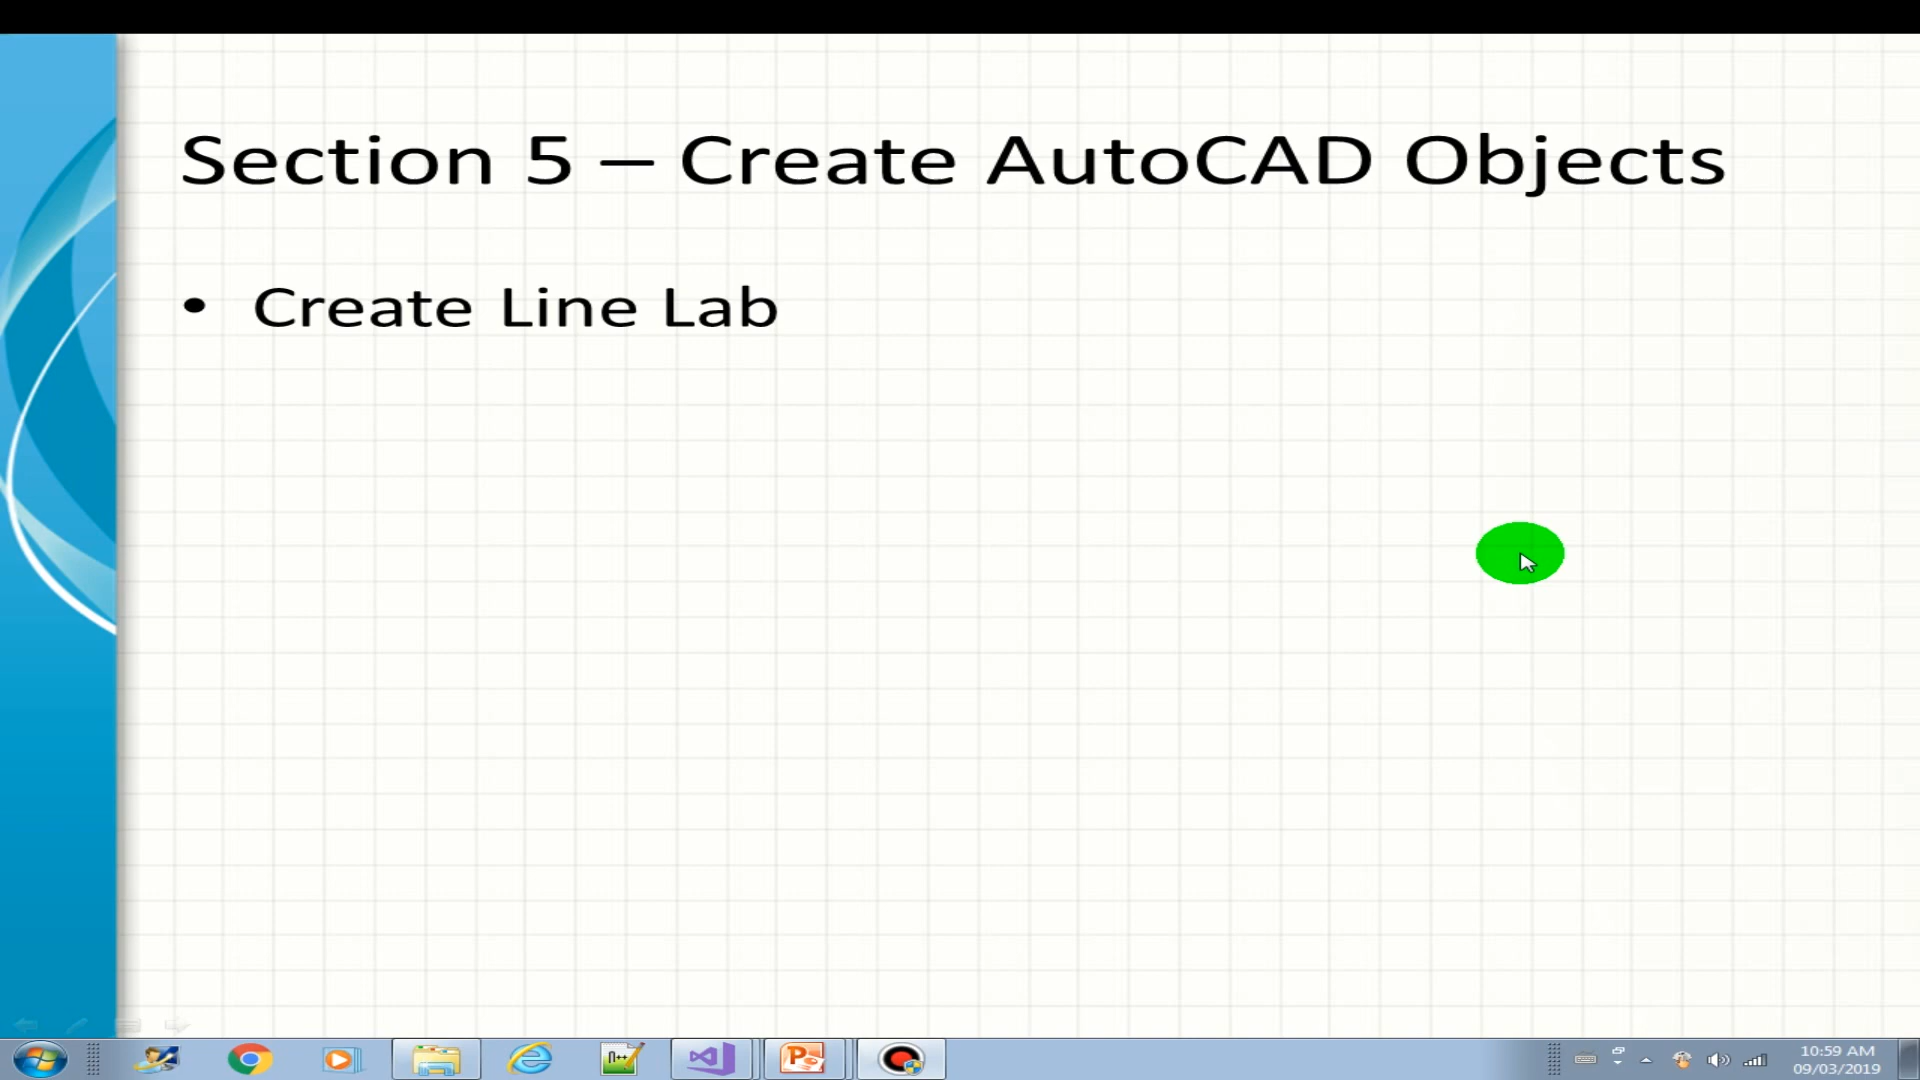 Section 5 – Create AutoCAD Objects
• Create Line Lab
n++
P
10:59 AM
09/03/2019